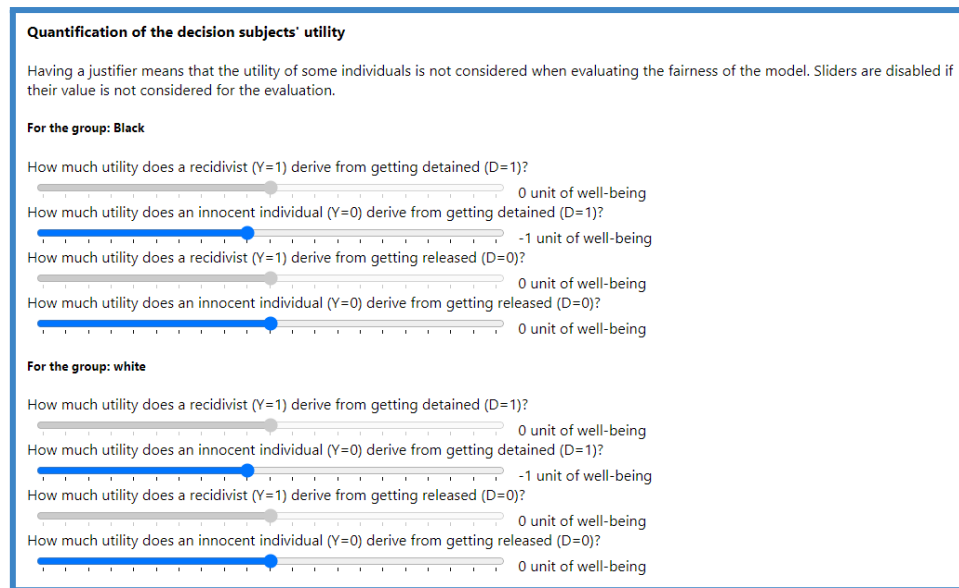 Quantification of the decision subjects' utility
Having a justifier means that the utility of some individuals is not considered when evaluating the fairness of the model. Sliders are disabled if
their value is not considered for the evaluation.
For the group: Black
How much utility does a recidivist (Y=1) derive from getting detained (D=1)?
0 unit of well-being
How much utility does an innocent individual (Y=0) derive from getting detained (D=1)?
-1 unit of well-being
How much utility does a recidivist (Y=1) derive from getting released (D=0)?
0 unit of well-being
How much utility does an innocent individual (Y=0) derive from getting released (D=0)?
0 unit of well-being
For the group: white
How much utility does a recidivist (Y=1) derive from getting detained (D=1)?
0 unit of well-being
How much utility does an innocent individual (Y=0) derive from getting detained (D=1)?
-1 unit of well-being
How much utility does a recidivist (Y=1) derive from getting released (D=0)?
0 unit of well-being
How much utility does an innocent individual (Y=0) derive from getting released (D=0)?
0 unit of well-being